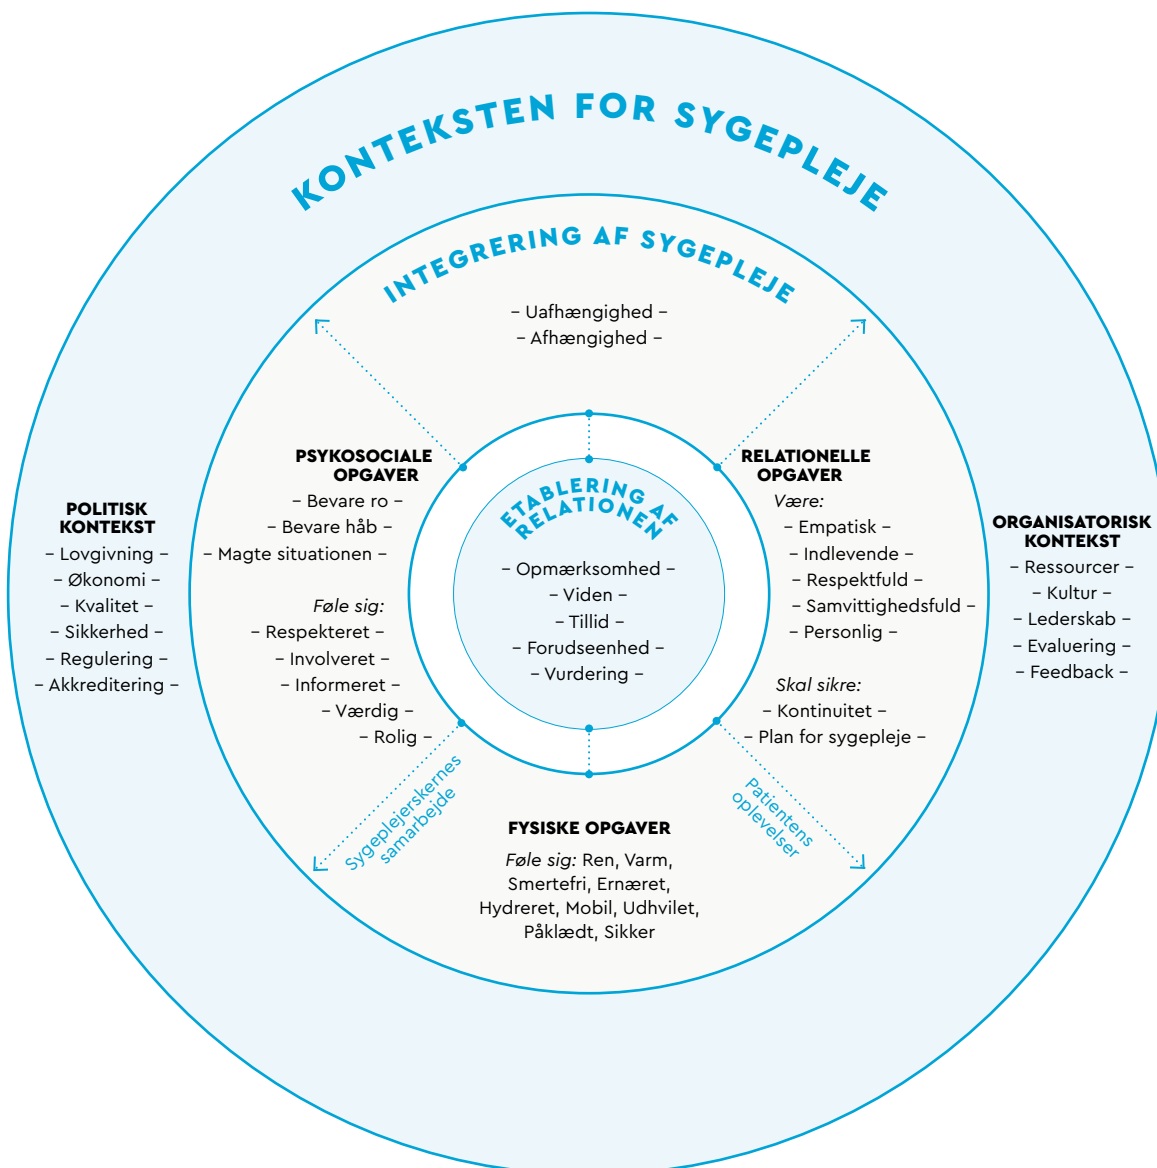 KONTEKSTEN FOR SYGEPLEJE
INTEGRERING AF SYGEPLEJE
– Uafhængighed –
– Afhængighed –
PSYKOSOCIALE
OPGAVER
– Bevare ro –
– Bevare håb –
– Magte situationen –
Føle sig:
– Respekteret –
– Involveret –
– Informeret –
– Værdig –
– Rolig –
RELATIONELLE
OPGAVER
Være:
– Empatisk –
– Indlevende –
– Respektfuld –
– Samvittighedsfuld –
– Personlig –
Skal sikre:
– Kontinuitet –
– Plan for sygepleje –
POLITISK
KONTEKST
– Lovgivning –
– Økonomi –
– Kvalitet –
– Sikkerhed –
– Regulering –
– Akkreditering –
ETABLERING AF
RELATIONEN
– Opmærksomhed –
– Viden –
– Tillid –
– Forudseenhed –
– Vurdering –
ORGANISATORISK
KONTEKST
– Ressourcer –
– Kultur –
– Lederskab –
– Evaluering –
– Feedback –
Sygeplejerskernes
samarbejde
Patientens
oplevelser
FYSISKE OPGAVER
Føle sig: Ren, Varm,
Smertefri, Ernæret,
Hydreret, Mobil, Udhvilet,
Påklædt, Sikker